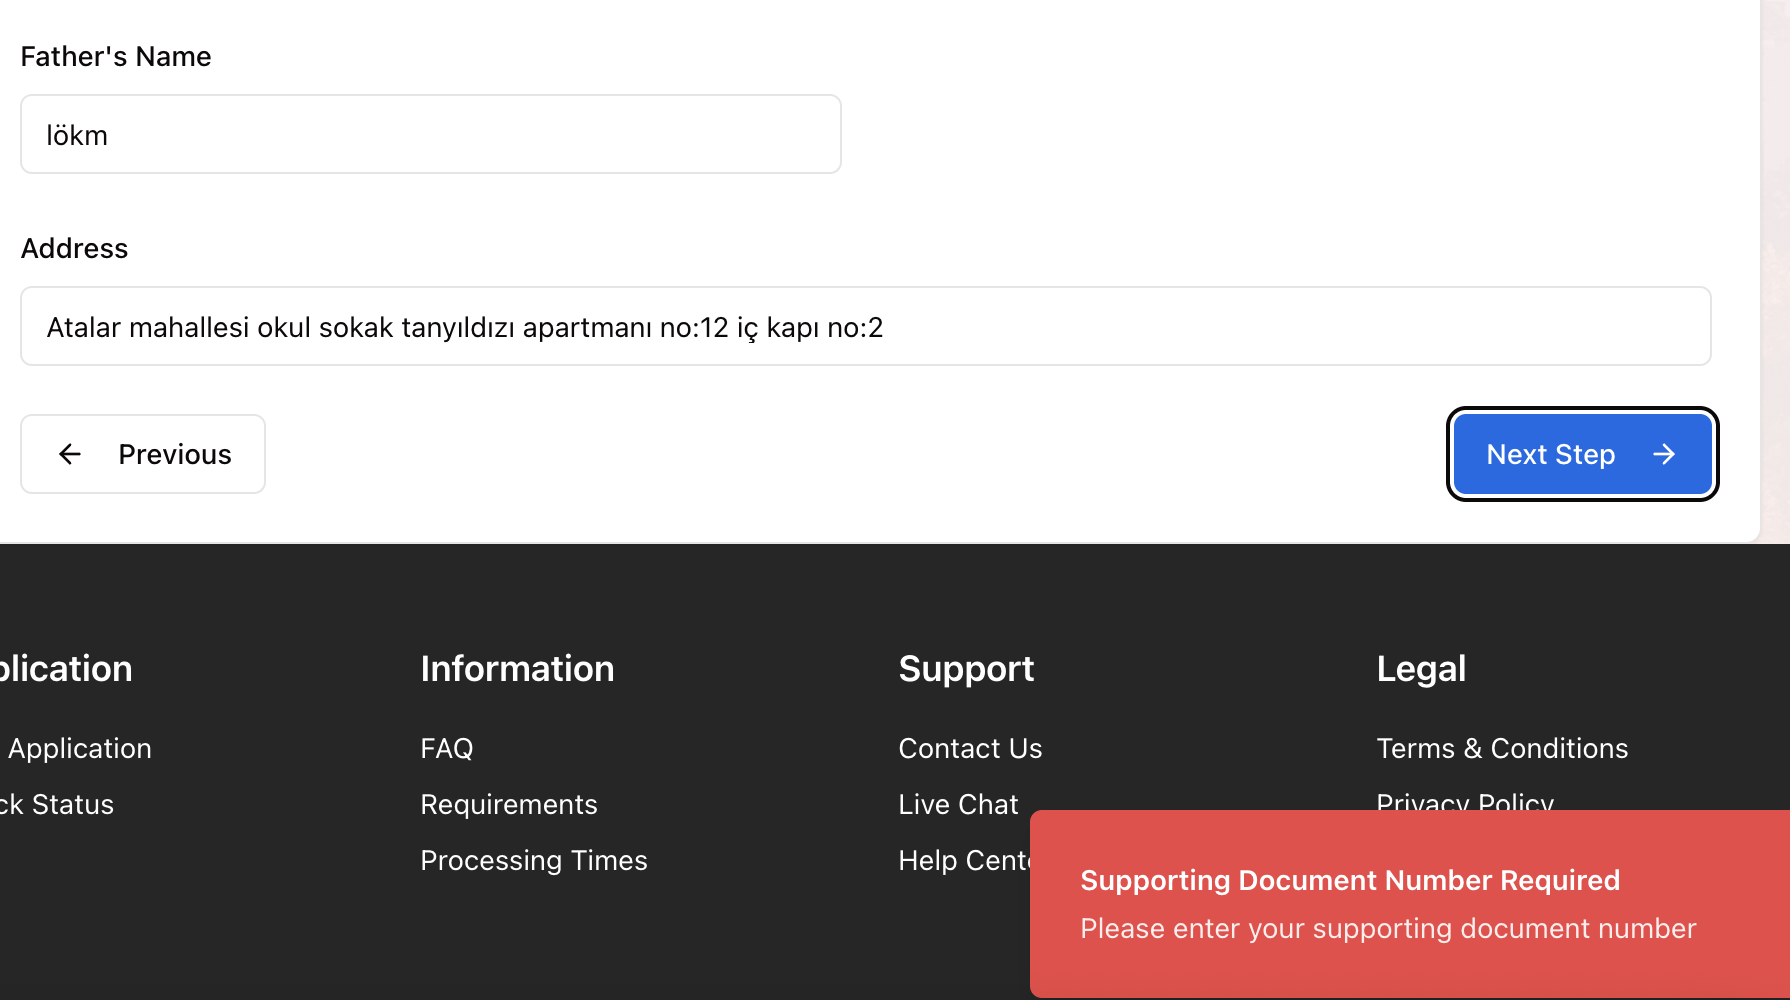 Father's Name
lökm
Address
Atalar mahallesi okul sokak tanyıldızı apartmanı no:12 iç kapı no:2
Previous
Next Step
plication
Information
Support
Legal
Application
FAQ
Contact Us
Terms & Conditions
ck Status
Requirements
Live Chat
Privacy Policy
Processing Times
Help Cente
Supporting Document Number Required
Please enter your supporting document number